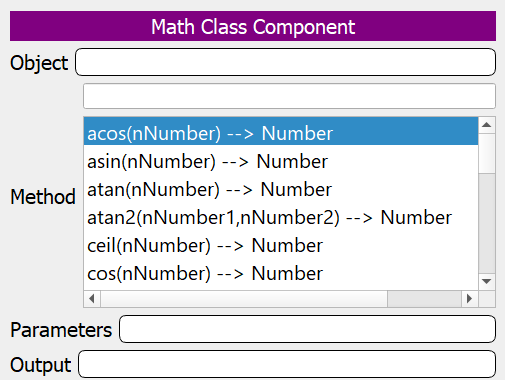 Math Class Component
Object
acos(nNumber) --> Number
asin(nNumber) --> Number
atan(nNumber) --> Number
Method
atan2(nNumber1,nNumber2) --> Number
ceil(nNumber) --> Number
cos(nNumber) --> Number
Parameters
Output